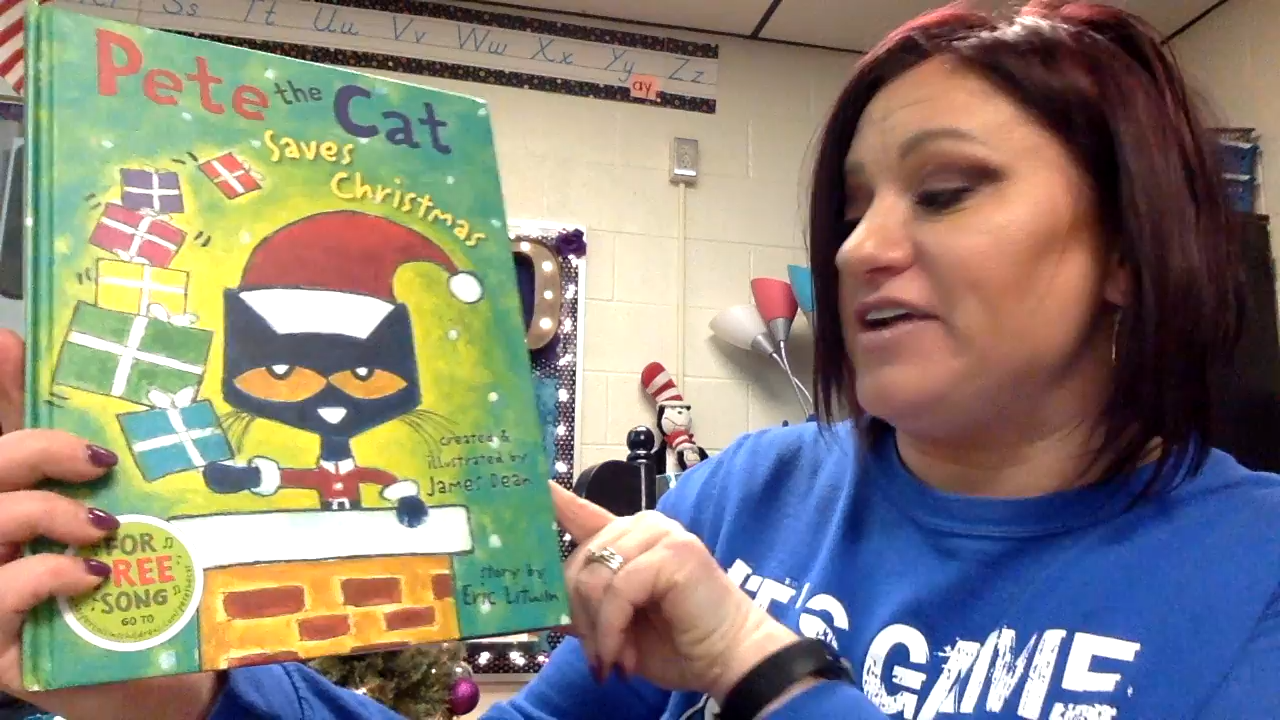 Ss Tt Uu Vv Ww Xx Yy Zz
ay
Pete the Cat
Saves
Christmas
created &
illustrated by
James Dean
story by
Eric Litwin
FOR
FREE
SONG
GO TO
IT'S GAME